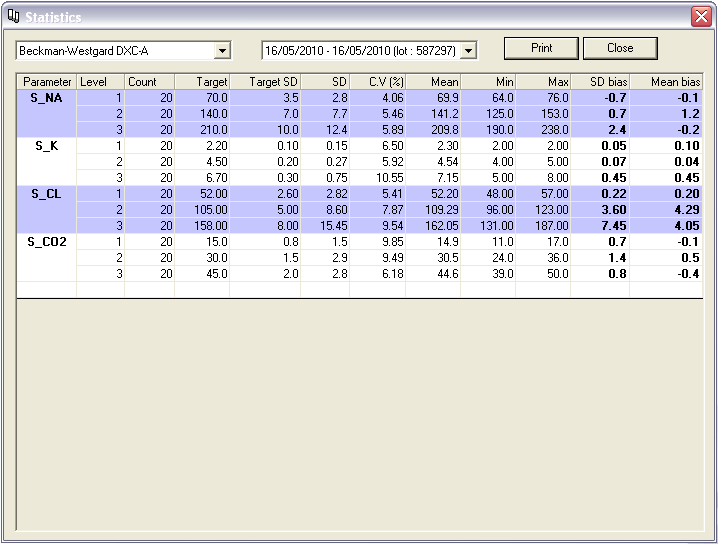 Statistics
Beckman-Westgard DXC-A 16/05/2010 - 16/05/2010 (lot : 587297) Print Close
Parameter Level Count Target Target SD SD C.V (%) Mean Min Max SD bias Mean bias
S_NA 1 20 70.0 3.5 2.8 4.06 69.9 64.0 76.0 -0.7 -0.1
2 20 140.0 7.0 7.7 5.46 141.2 125.0 153.0 0.7 1.2
3 20 210.0 10.0 12.4 5.89 209.8 190.0 238.0 2.4 -0.2
S_K 1 20 2.20 0.10 0.15 6.50 2.30 2.00 2.00 0.05 0.10
2 20 4.50 0.20 0.27 5.92 4.54 4.00 5.00 0.07 0.04
3 20 6.70 0.30 0.75 10.55 7.15 5.00 8.00 0.45 0.45
S_CL 1 20 52.00 2.60 2.82 5.41 52.20 48.00 57.00 0.22 0.20
2 20 105.00 5.00 8.60 7.87 109.29 96.00 123.00 3.60 4.29
3 20 158.00 8.00 15.45 9.54 162.05 131.00 187.00 7.45 4.05
S_CO2 1 20 15.0 0.8 1.5 9.85 14.9 11.0 17.0 0.7 -0.1
2 20 30.0 1.5 2.9 9.49 30.5 24.0 36.0 1.4 0.5
3 20 45.0 2.0 2.8 6.18 44.6 39.0 50.0 0.8 -0.4